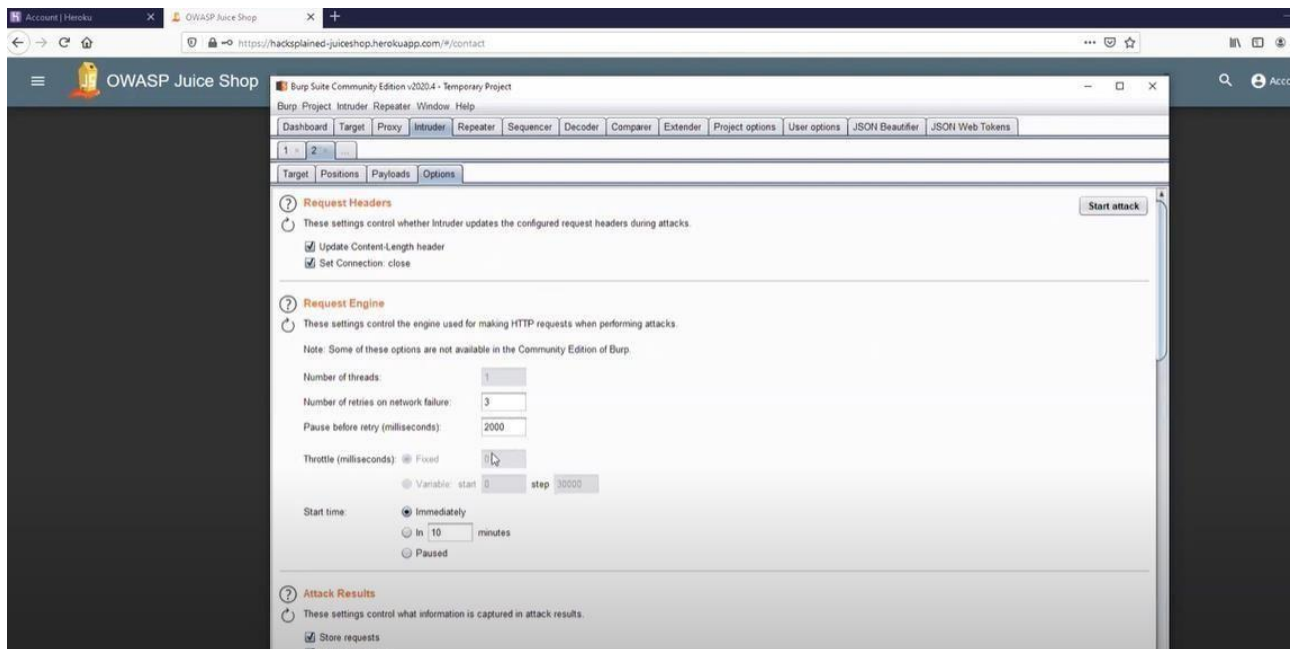 Account | Heroku
OWASP Juice Shop
https://hacksplained-juiceshop.herokuapp.com/#/contact
OWASP Juice Shop
Burp Suite Community Edition v2020.4 - Temporary Project
Burp Project Intruder Repeater Window Help
Dashboard Target Proxy Intruder Repeater Sequencer Decoder Comparer Extender Project options User options JSON Beautifier JSON Web Tokens
1 × 2 × ...
Target Positions Payloads Options
Request Headers
Start attack
These settings control whether Intruder updates the configured request headers during attacks.
Update Content-Length header
Set Connection: close
Request Engine
These settings control the engine used for making HTTP requests when performing attacks.
Note: Some of these options are not available in the Community Edition of Burp.
Number of threads: 1
Number of retries on network failure: 3
Pause before retry (milliseconds): 2000
Throttle (milliseconds): Fixed 0
Variable: start 0 step 30000
Start time: Immediately
In 10 minutes
Paused
Attack Results
These settings control what information is captured in attack results.
Store requests